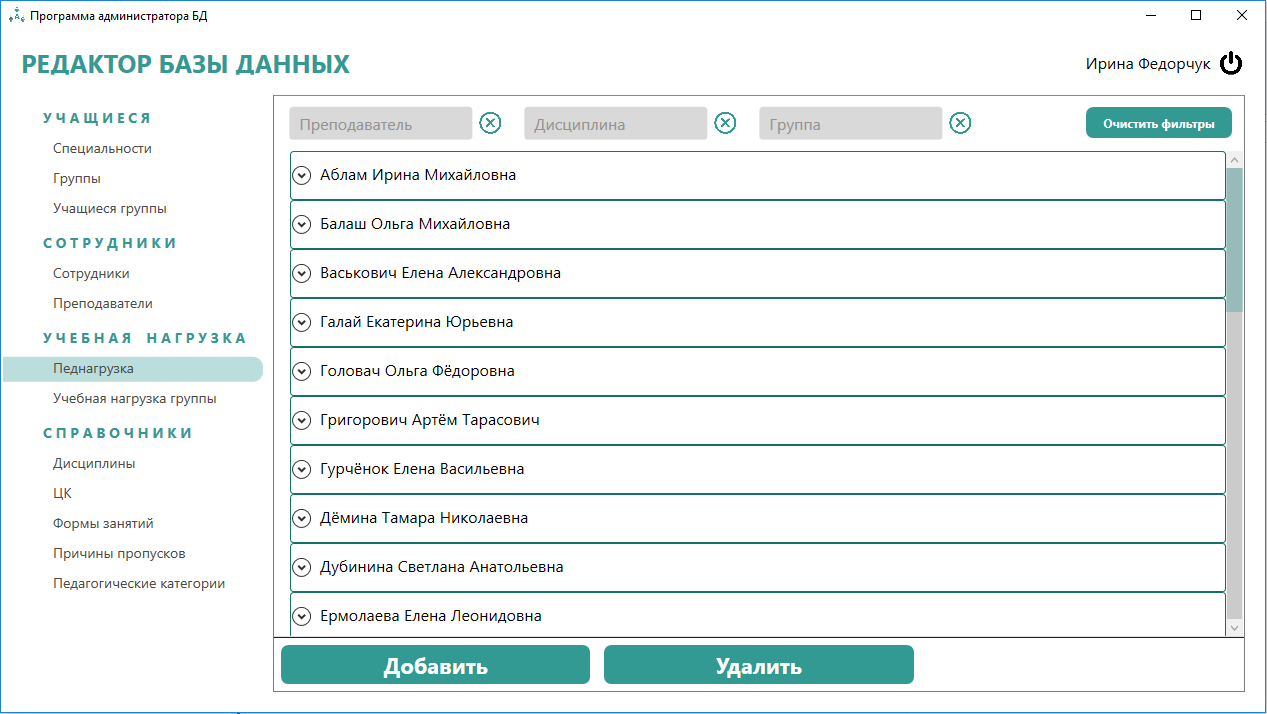 Программа администратора БД
РЕДАКТОР БАЗЫ ДАННЫХ
Ирина Федорчук
УЧАЩИЕСЯ
Специальности
Группы
Учащиеся группы
СОТРУДНИКИ
Сотрудники
Преподаватели
УЧЕБНАЯ НАГРУЗКА
Педнагрузка
Учебная нагрузка группы
СПРАВОЧНИКИ
Дисциплины
ЦК
Формы занятий
Причины пропусков
Педагогические категории
Преподаватель
Дисциплина
Группа
Очистить фильтры
Аблам Ирина Михайловна
Балаш Ольга Михайловна
Васькович Елена Александровна
Галай Екатерина Юрьевна
Головач Ольга Фёдоровна
Григорович Артём Тарасович
Гурчёнок Елена Васильевна
Дёмина Тамара Николаевна
Дубинина Светлана Анатольевна
Ермолаева Елена Леонидовна
Добавить
Удалить